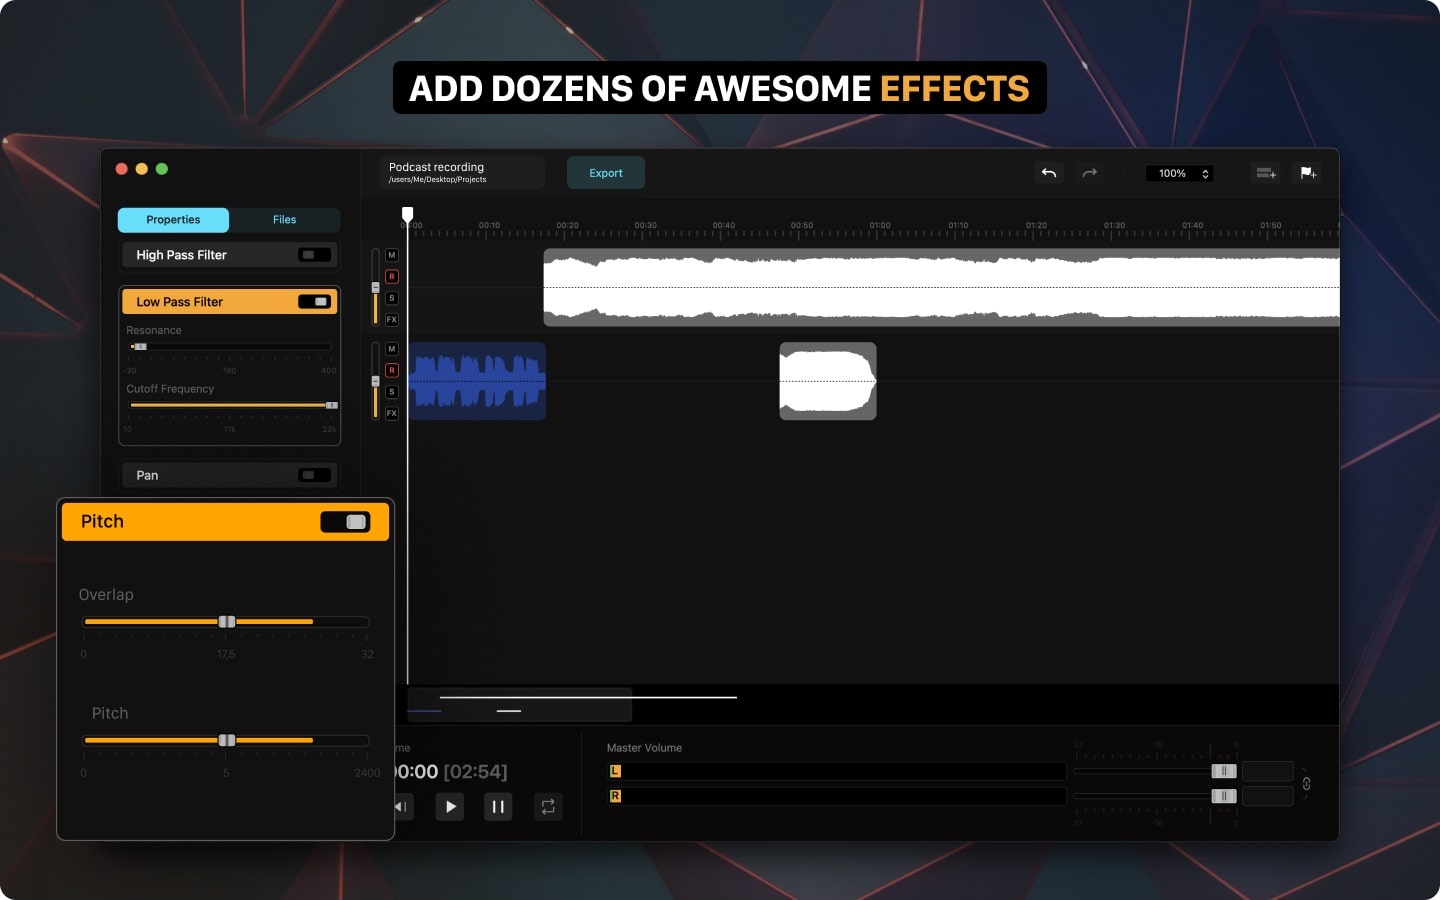 ADD DOZENS OF AWESOME EFFECTS
Podcast recording
/users/Me/Desktop/Projects
Export
100%
Properties
Files
00:10
00:20
00:30
00:40
00:50
01:00
01:10
01:20
01:30
01:40
01:50
High Pass Filter
Low Pass Filter
Resonance
-20
190
400
Cutoff Frequency
10
11k
22k
Pan
M
R
S
FX
M
R
S
FX
Pitch
Overlap
0
17,5
32
Pitch
0
5
2400
me
00:00 [02:54]
Master Volume
L
R